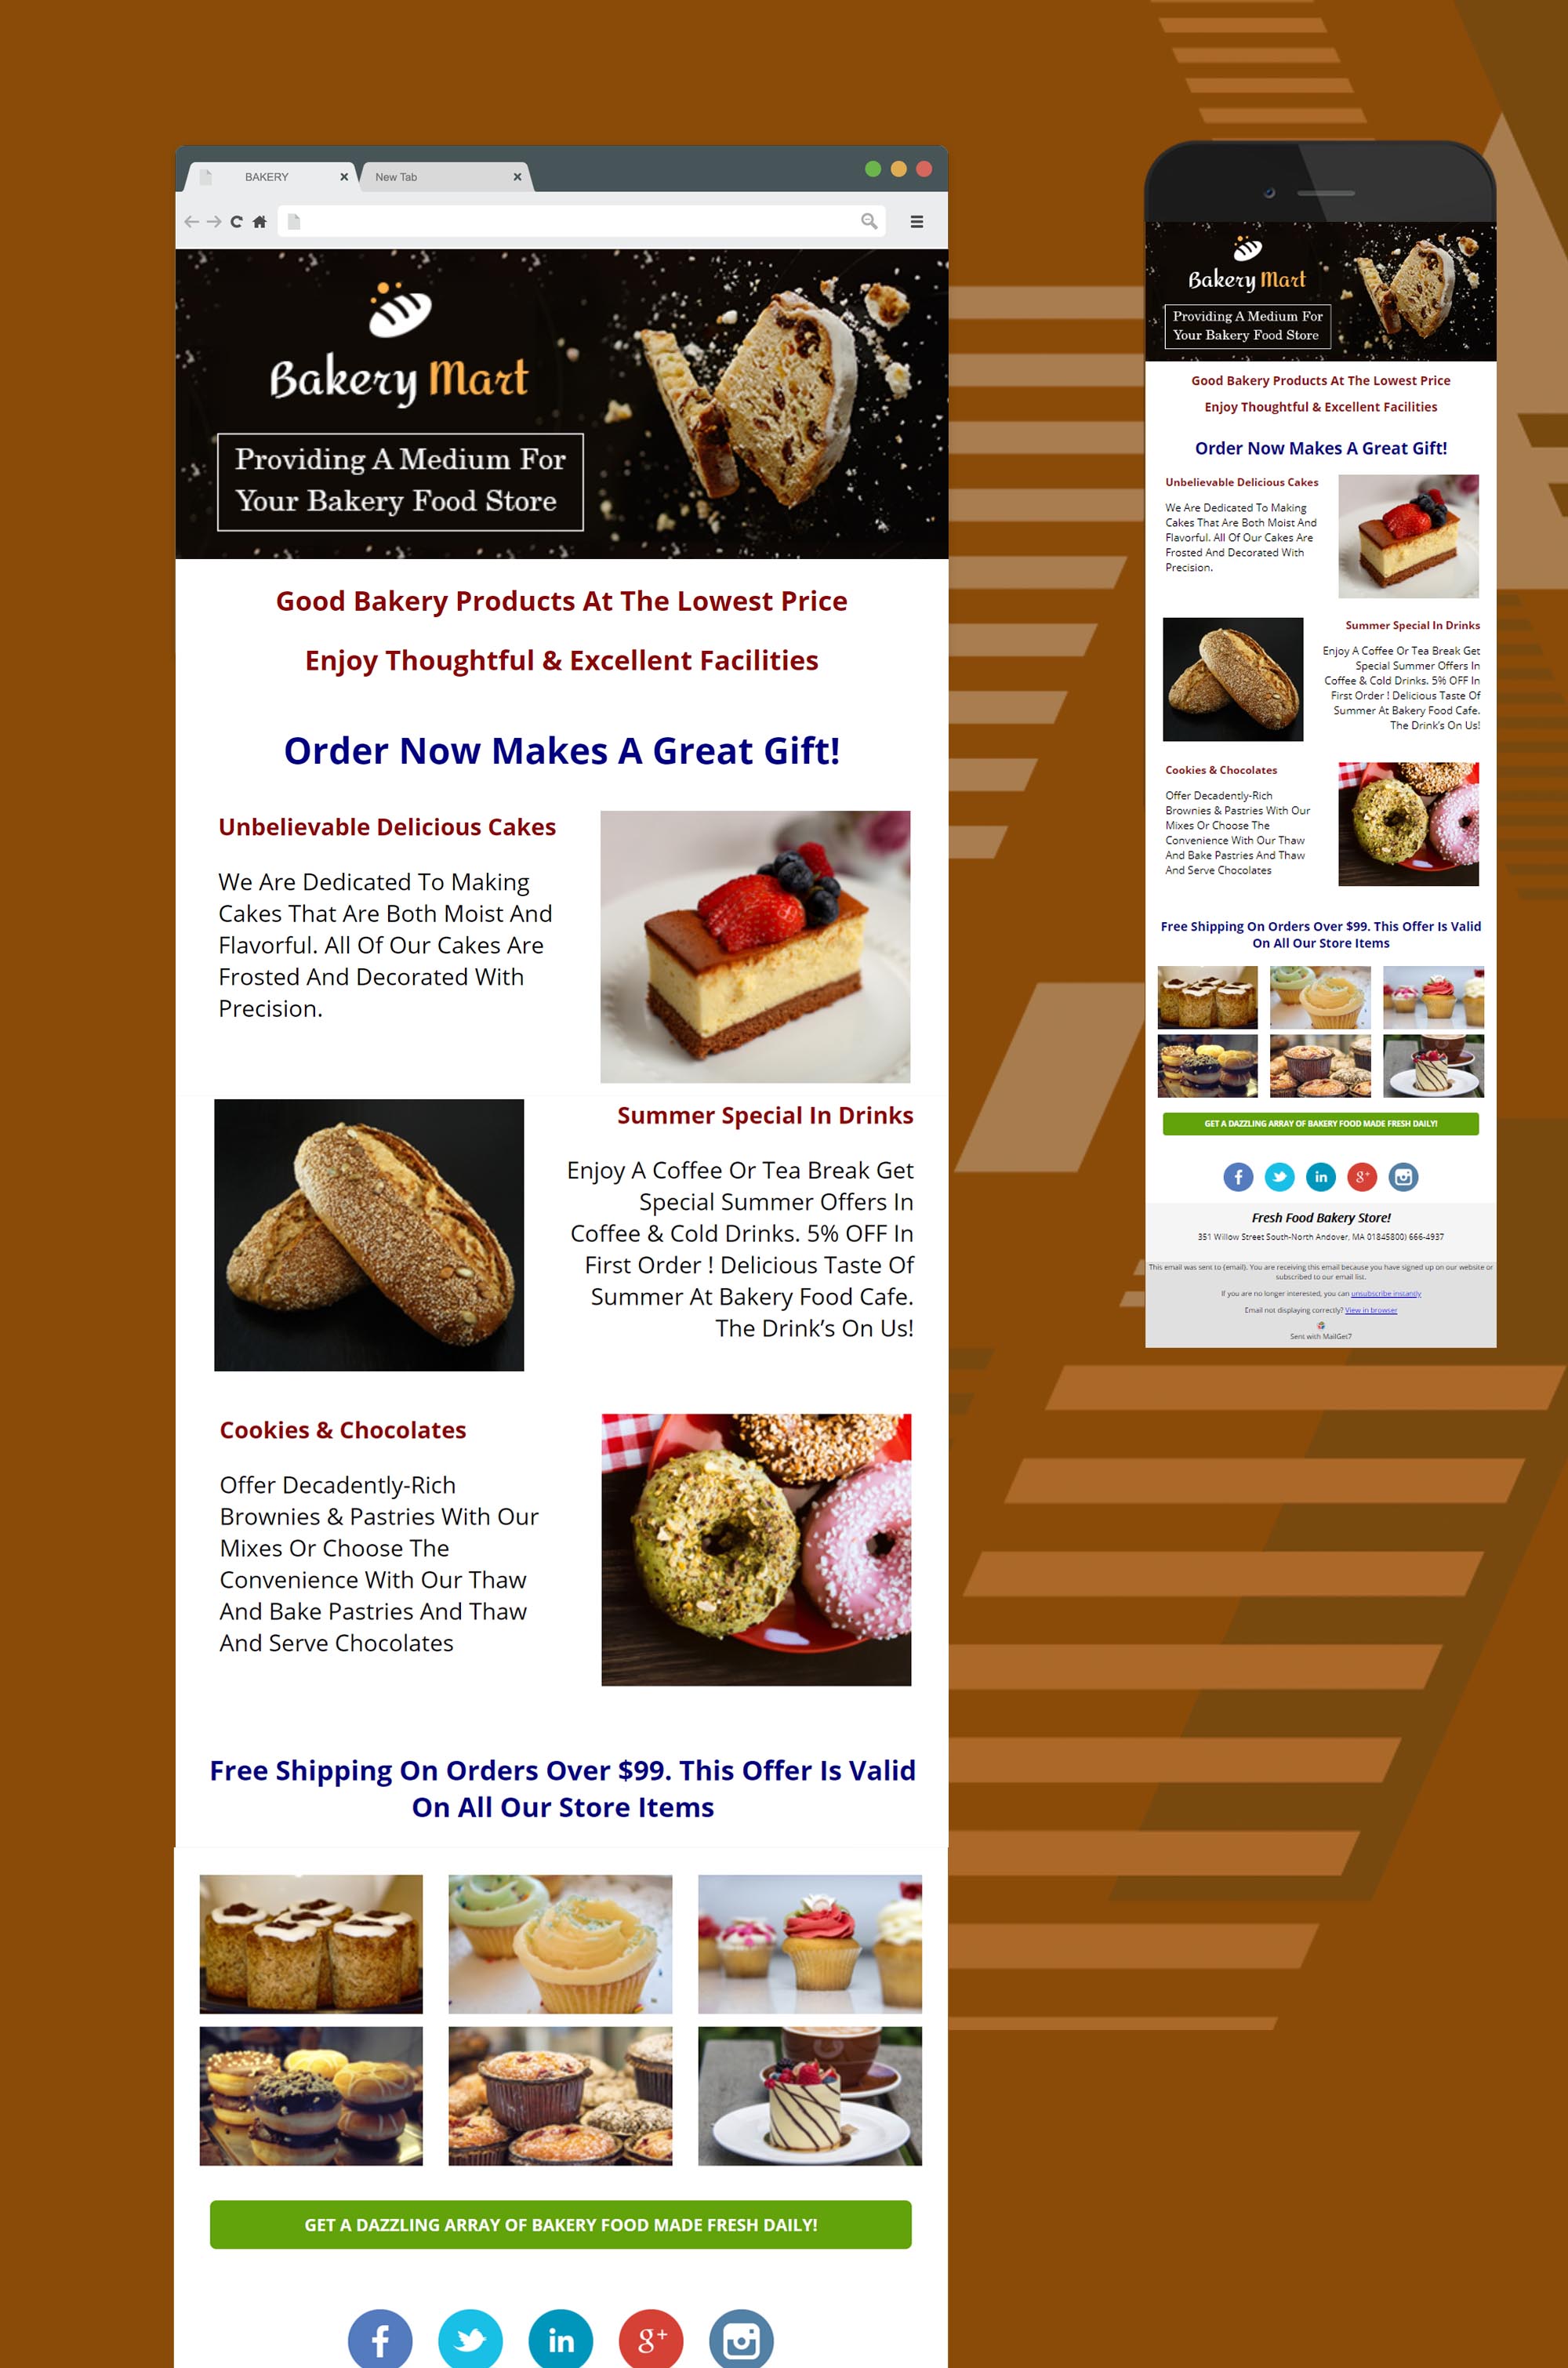 BAKERY
New Tab
Bakery Mart
Providing A Medium For
Your Bakery Food Store
Good Bakery Products At The Lowest Price
Enjoy Thoughtful & Excellent Facilities
Order Now Makes A Great Gift!
Unbelievable Delicious Cakes
We Are Dedicated To Making
Cakes That Are Both Moist And
Flavorful. All Of Our Cakes Are
Frosted And Decorated With
Precision.
Summer Special In Drinks
Enjoy A Coffee Or Tea Break Get
Special Summer Offers In
Coffee & Cold Drinks. 5% OFF In
First Order ! Delicious Taste Of
Summer At Bakery Food Cafe.
The Drink’s On Us!
Cookies & Chocolates
Offer Decadently-Rich
Brownies & Pastries With Our
Mixes Or Choose The
Convenience With Our Thaw
And Bake Pastries And Thaw
And Serve Chocolates
Free Shipping On Orders Over $99. This Offer Is Valid
On All Our Store Items
GET A DAZZLING ARRAY OF BAKERY FOOD MADE FRESH DAILY!
f
in
g+
Bakery Mart
Providing A Medium For
Your Bakery Food Store
Good Bakery Products At The Lowest Price
Enjoy Thoughtful & Excellent Facilities
Order Now Makes A Great Gift!
Unbelievable Delicious Cakes
We Are Dedicated To Making
Cakes That Are Both Moist And
Flavorful. All Of Our Cakes Are
Frosted And Decorated With
Precision.
Summer Special In Drinks
Enjoy A Coffee Or Tea Break Get
Special Summer Offers In
Coffee & Cold Drinks. 5% OFF In
First Order ! Delicious Taste Of
Summer At Bakery Food Cafe.
The Drink’s On Us!
Cookies & Chocolates
Offer Decadently-Rich
Brownies & Pastries With Our
Mixes Or Choose The
Convenience With Our Thaw
And Bake Pastries And Thaw
And Serve Chocolates
Free Shipping On Orders Over $99. This Offer Is Valid
On All Our Store Items
GET A DAZZLING ARRAY OF BAKERY FOOD MADE FRESH DAILY!
f
in
g+
Fresh Food Bakery Store!
351 Willow Street South-North Andover, MA 01845800) 666-4937
This email was sent to {email}. You are receiving this email because you have signed up on our website or
subscribed to our email list.
If you are no longer interested, you can unsubscribe instantly
Email not displaying correctly? View in browser
Sent with MailGet7